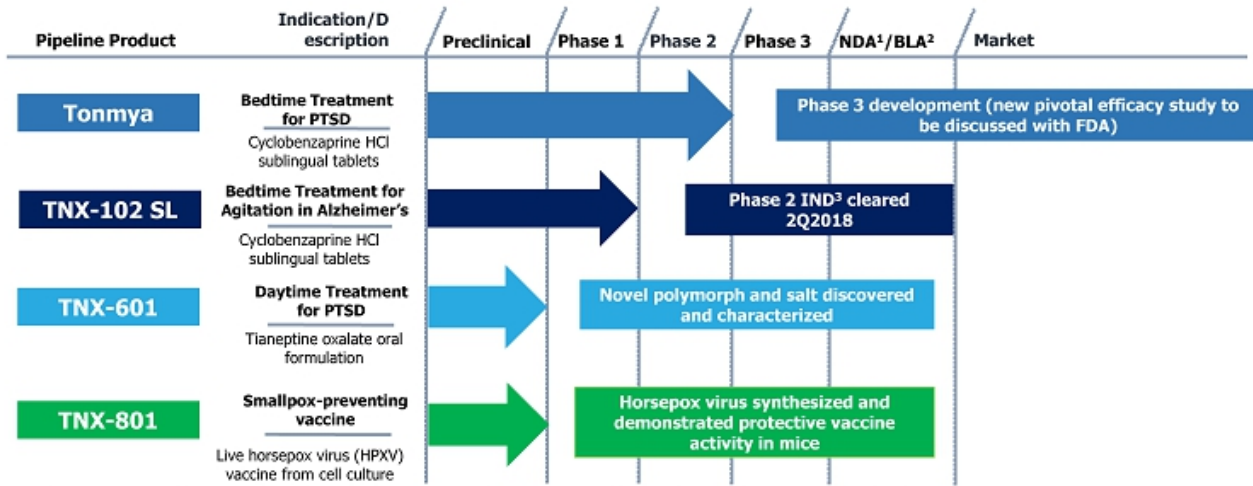 Pipeline Product
Indication/D
escription
Preclinical
Phase 1
Phase 2
Phase 3
NDA¹/BLA²
Market
Tonmya
Bedtime Treatment
for PTSD
Cyclobenzaprine HCl
sublingual tablets
Phase 3 development (new pivotal efficacy study to
be discussed with FDA)
TNX-102 SL
Bedtime Treatment for
Agitation in Alzheimer’s
Cyclobenzaprine HCl
sublingual tablets
Phase 2 IND³ cleared
2Q2018
TNX-601
Daytime Treatment
for PTSD
Tianeptine oxalate oral
formulation
Novel polymorph and salt discovered
and characterized
TNX-801
Smallpox-preventing
vaccine
Live horsepox virus (HPXV)
vaccine from cell culture
Horsepox virus synthesized and
demonstrated protective vaccine
activity in mice